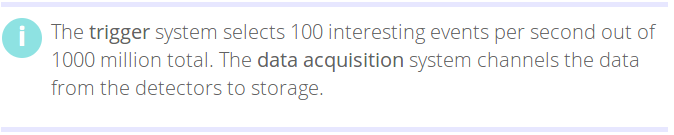 i
The trigger system selects 100 interesting events per second out of
1000 million total. The data acquisition system channels the data
from the detectors to storage.